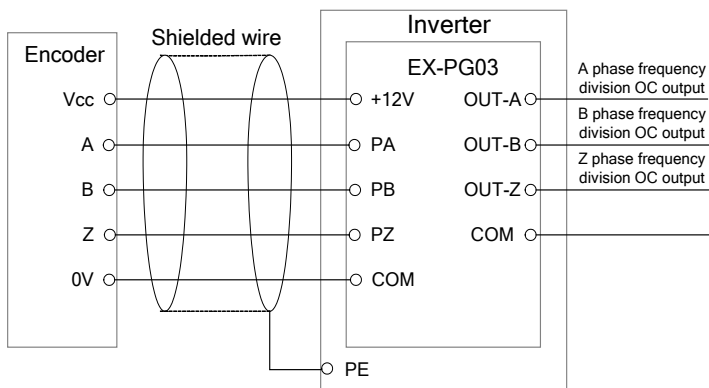 Inverter
Encoder
Shielded wire
EX-PG03
Vcc
+12V
OUT-A
A phase frequency
division OC output
A
PA
OUT-B
B phase frequency
division OC output
B
PB
OUT-Z
Z phase frequency
division OC output
Z
PZ
COM
0V
COM
PE